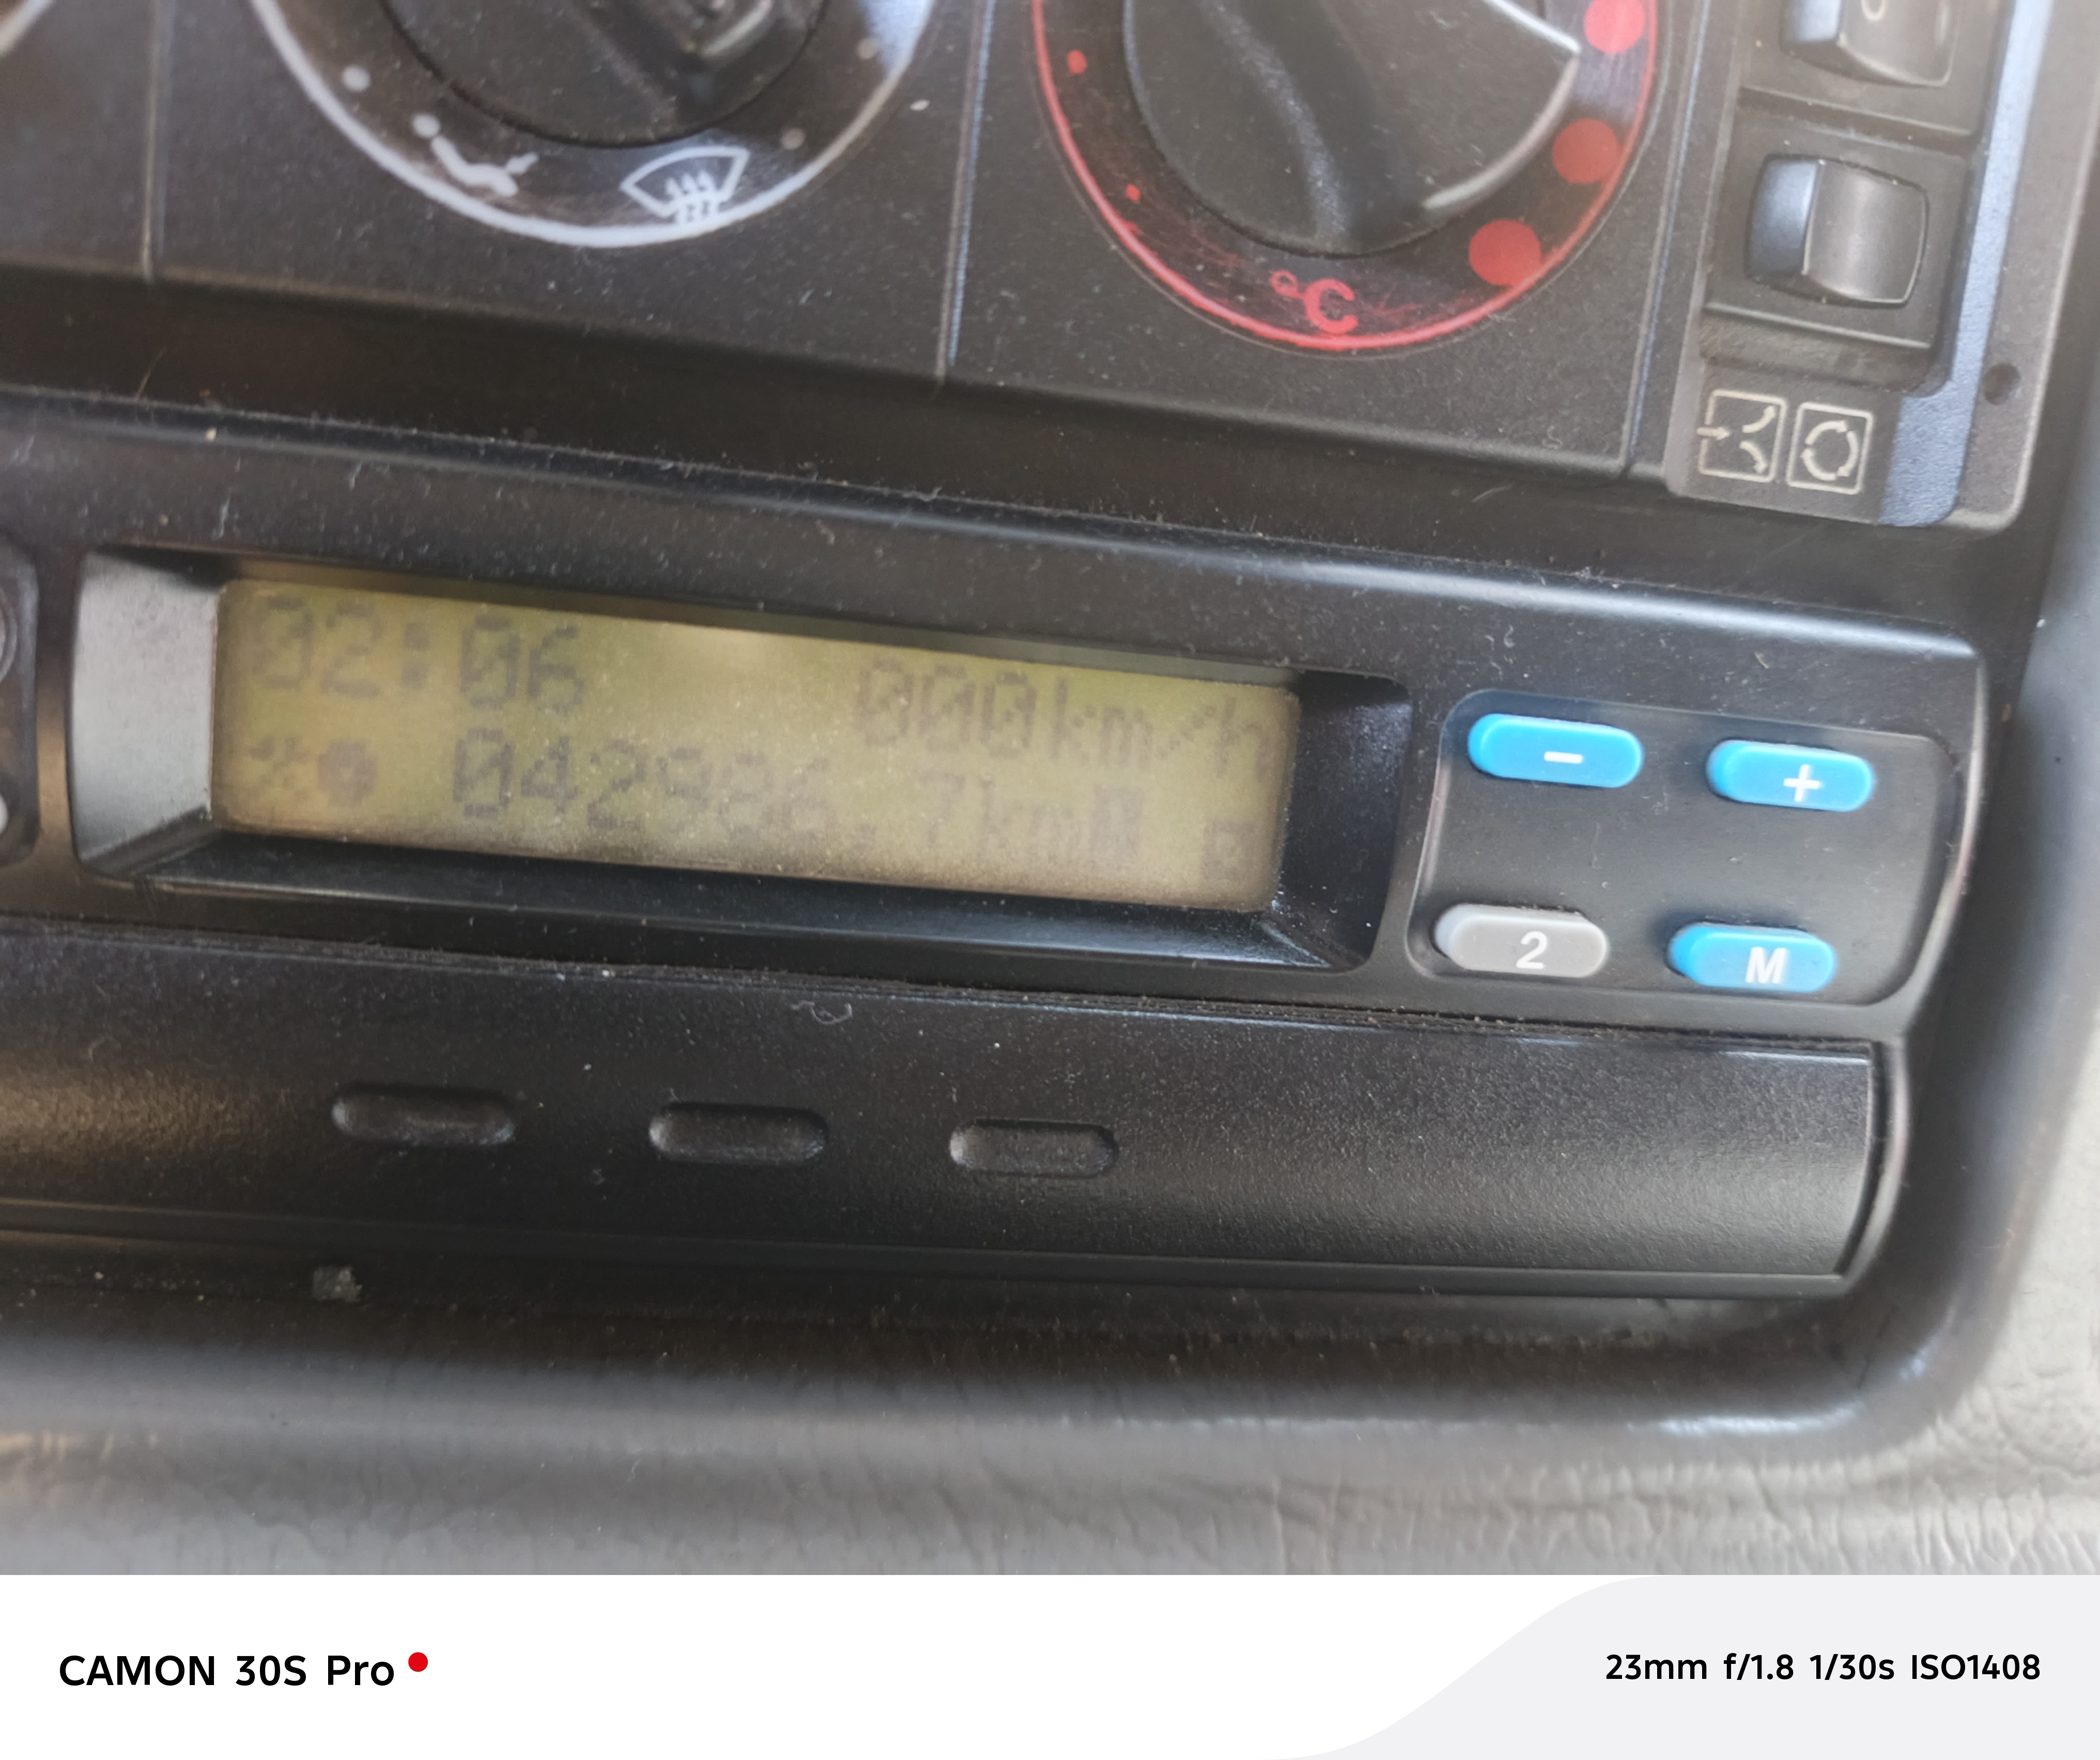 °C
02:06
000km/h
042986.7km
-
+
2
M
CAMON 30S Pro
23mm f/1.8 1/30s ISO1408